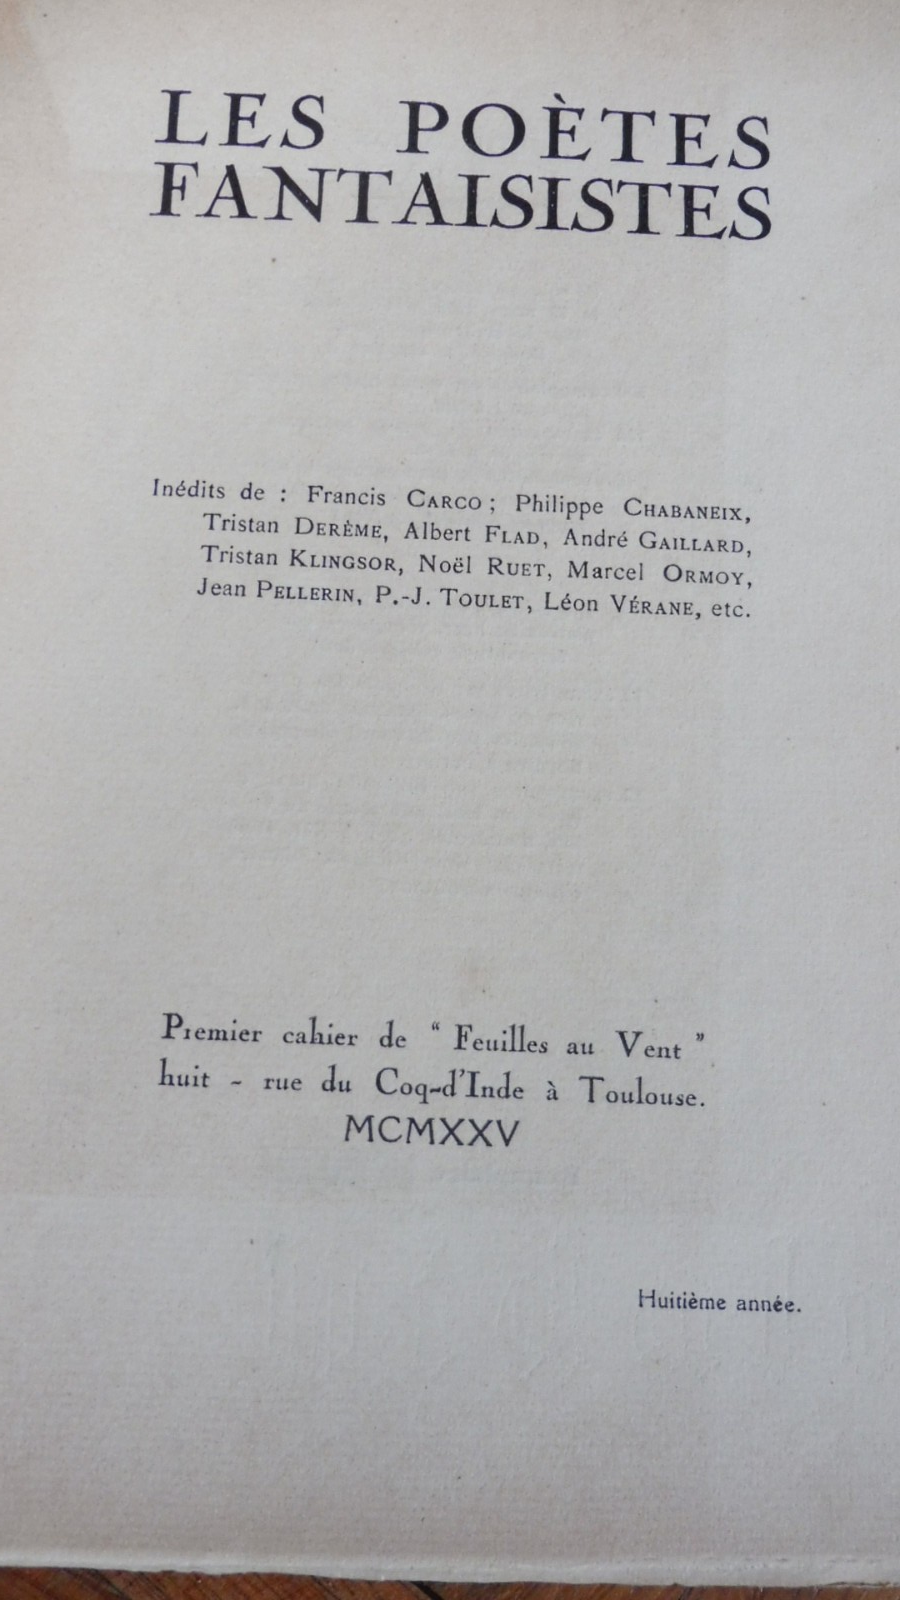 LES POÈTES
FANTAISISTES
Inédits de : Francis CARCO ; Philippe CHABANEIX,
Tristan DERÈME, Albert FLAD, André GAILLARD,
Tristan KLINGSOR, Noël RUET, Marcel ORMOY,
Jean PELLERIN, P.-J. TOULET, Léon VÉRANE, etc.
Premier cahier de " Feuilles au Vent "
huit - rue du Coq-d'Inde à Toulouse.
MCMXXV
Huitième année.